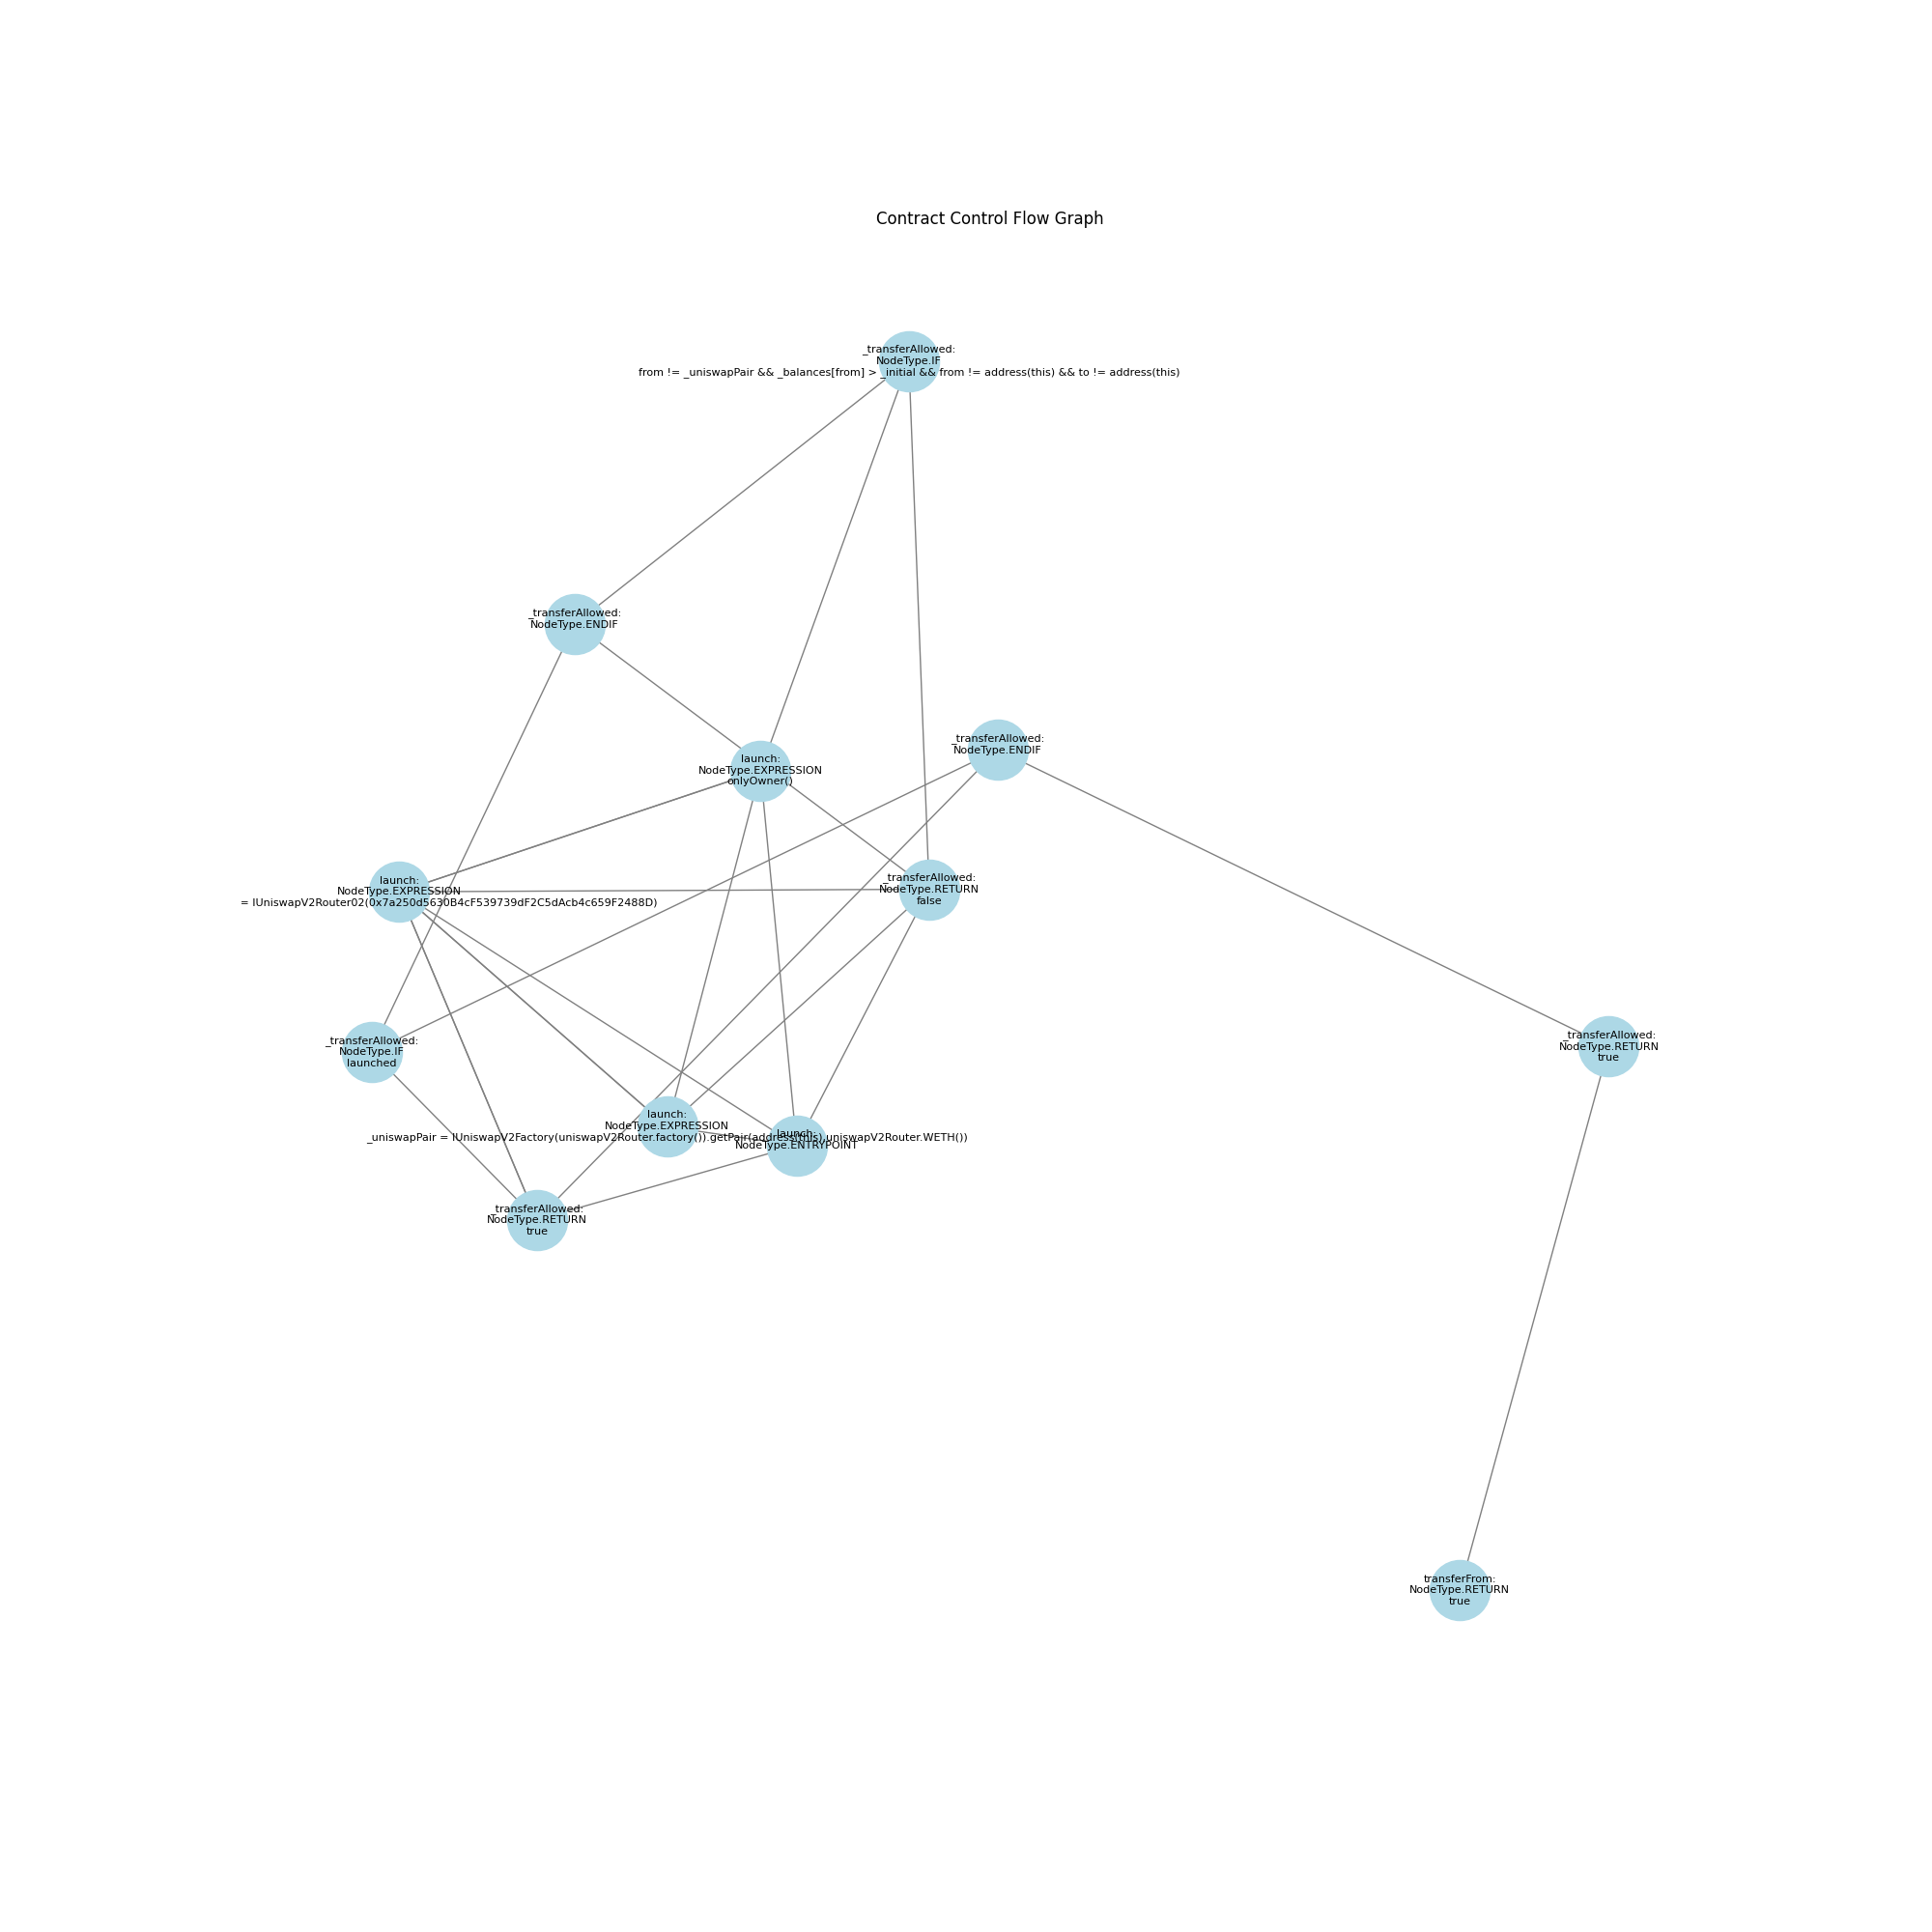 Contract Control Flow Graph
_transferAllowed:
NodeType.IF
from != _uniswapPair && _balances[from] > _initial && from != address(this) && to != address(this)
_transferAllowed:
NodeType.ENDIF
_transferAllowed:
NodeType.ENDIF
launch:
NodeType.EXPRESSION
onlyOwner()
launch:
NodeType.EXPRESSION
= IUniswapV2Router02(0x7a250d5630B4cF539739dF2C5dAcb4c659F2488D)
_transferAllowed:
NodeType.RETURN
false
_transferAllowed:
NodeType.IF
launched
_transferAllowed:
NodeType.RETURN
true
launch:
NodeType.EXPRESSION
_uniswapPair = IUniswapV2Factory(uniswapV2Router.factory()).getPair(address(this),uniswapV2Router.WETH())
launch:
NodeType.ENTRYPOINT
_transferAllowed:
NodeType.RETURN
true
transferFrom:
NodeType.RETURN
true